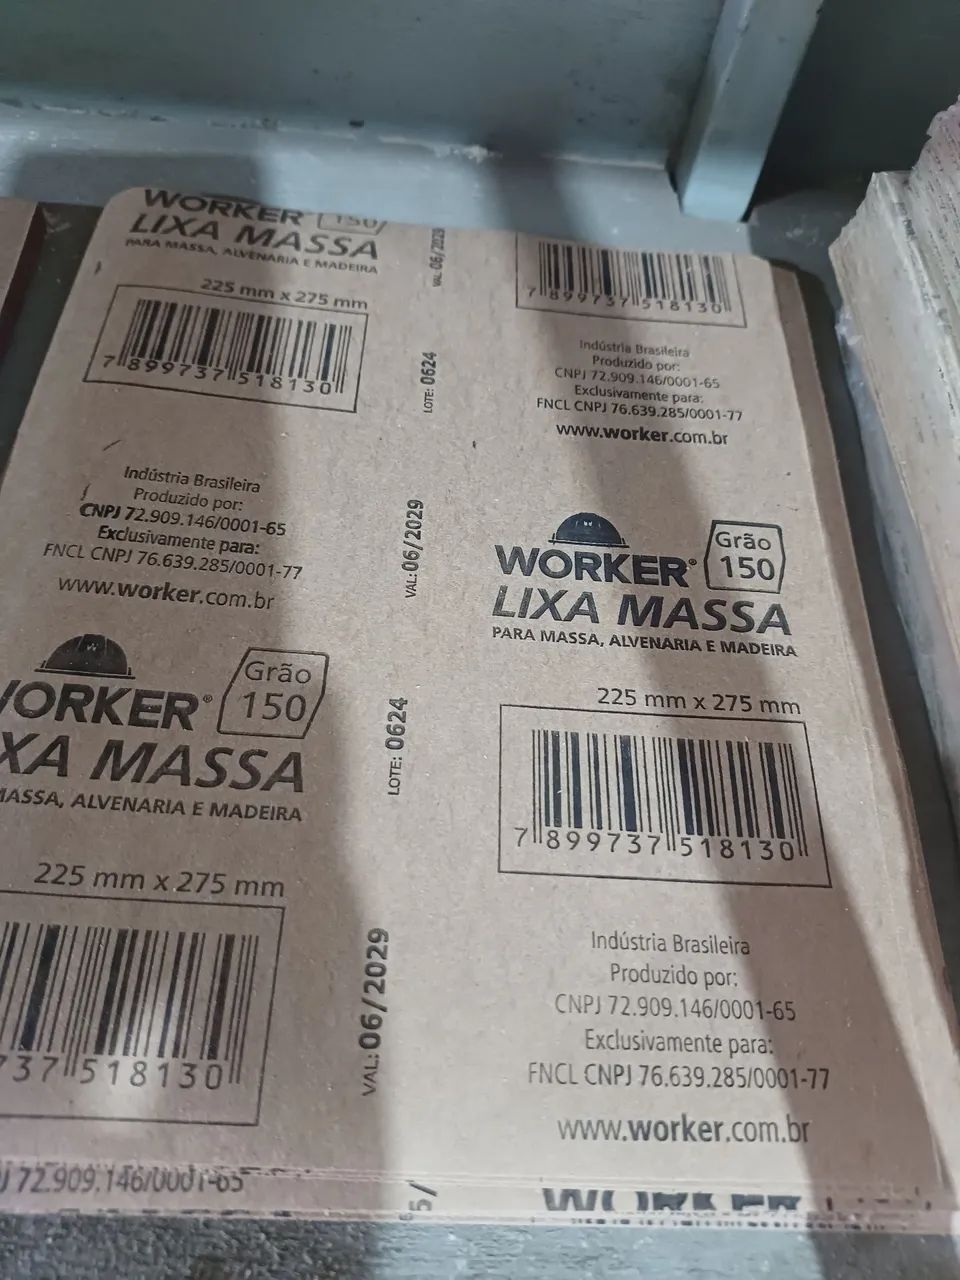 WORKER 150
LIXA MASSA
PARA MASSA, ALVENARIA E MADEIRA
225 mm x 275 mm
7 899737 518130
Indústria Brasileira
Produzido por:
CNPJ 72.909.146/0001-65
Exclusivamente para:
FNCL CNPJ 76.639.285/0001-77
www.worker.com.br
WORKER® Grão
150
LIXA MASSA
MASSA, ALVENARIA E MADEIRA
225 mm x 275 mm
737 518130
72.909.146/0001-65
VAL: 06/2029
LOTE: 0624
VAL: 06/2029
LOTE: 0624
VAL: 06/2029
7 899737 518130
Indústria Brasileira
Produzido por:
CNPJ 72.909.146/0001-65
Exclusivamente para:
FNCL CNPJ 76.639.285/0001-77
www.worker.com.br
WORKER® Grão
150
LIXA MASSA
PARA MASSA, ALVENARIA E MADEIRA
225 mm x 275 mm
7 899737 518130
Indústria Brasileira
Produzido por:
CNPJ 72.909.146/0001-65
Exclusivamente para:
FNCL CNPJ 76.639.285/0001-77
www.worker.com.br
WORKER